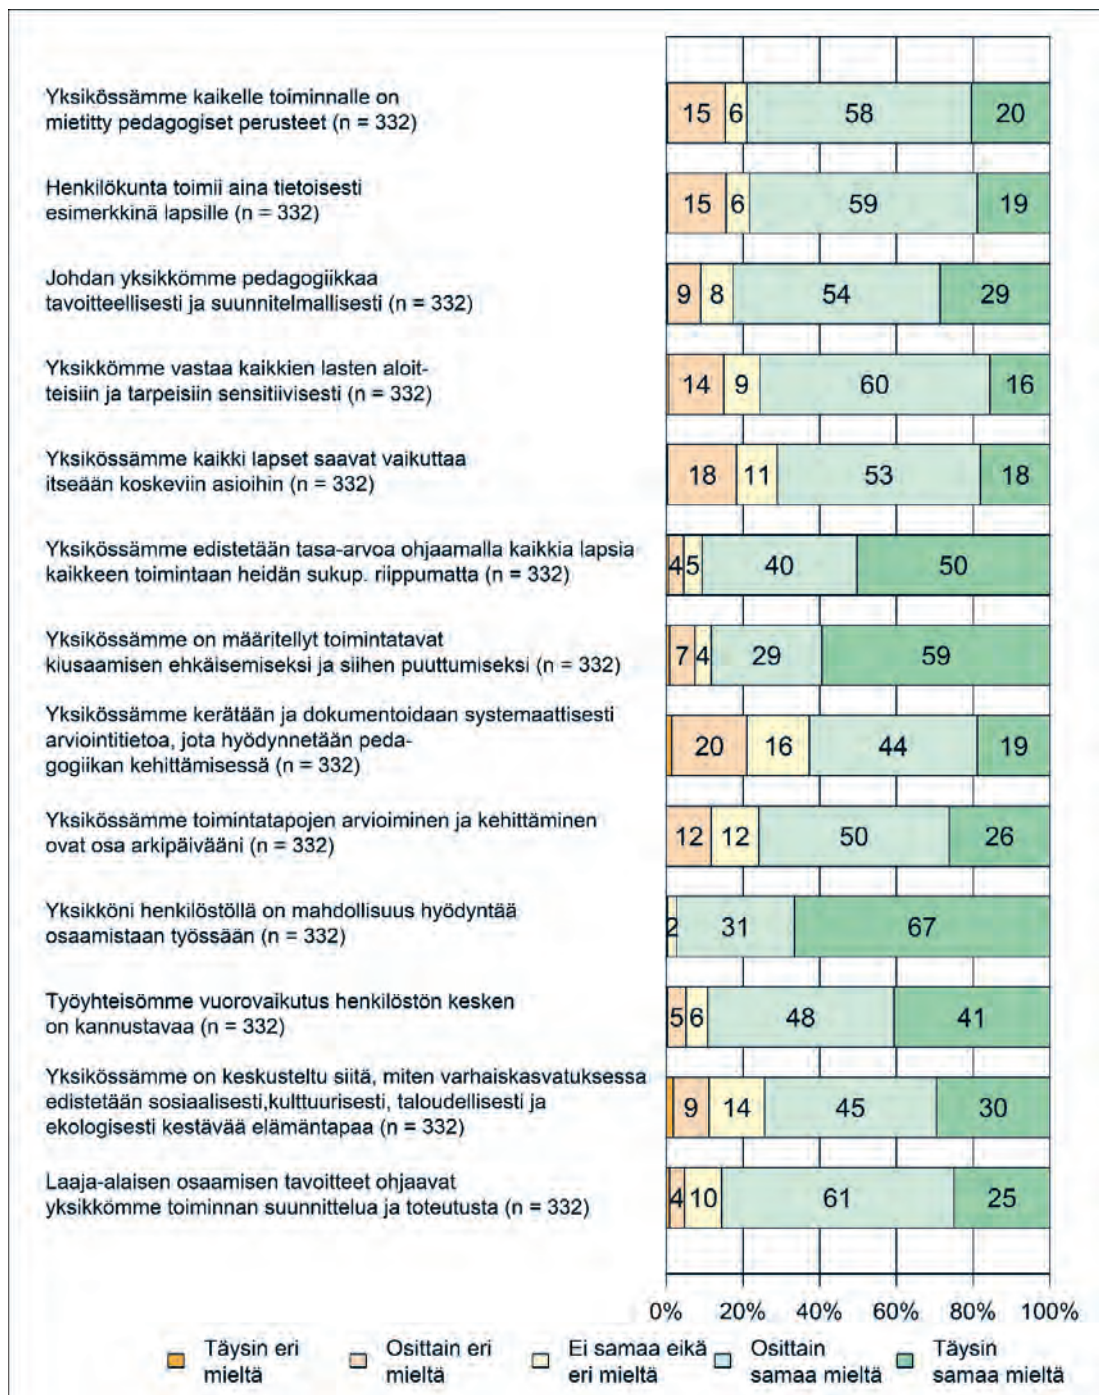 Yksikössämme kaikelle toiminnalle on
mietitty pedagogiset perusteet (n = 332)
15 6 58 20
Henkilökunta toimii aina tietoisesti
esimerkkinä lapsille (n = 332)
15 6 59 19
Johdan yksikkömme pedagogiikkaa
tavoitteellisesti ja suunnitelmallisesti (n = 332)
9 8 54 29
Yksikkömme vastaa kaikkien lasten aloit-
teisiin ja tarpeisiin sensitiivisesti (n = 332)
14 9 60 16
Yksikössämme kaikki lapset saavat vaikuttaa
itseään koskeviin asioihin (n = 332)
18 11 53 18
Yksikössämme edistetään tasa-arvoa ohjaamalla kaikkia lapsia
kaikkeen toimintaan heidän sukup. riippumatta (n = 332)
4 5 40 50
Yksikössämme on määritellyt toimintatavat
kiusaamisen ehkäisemiseksi ja siihen puuttumiseksi (n = 332)
7 4 29 59
Yksikössämme kerätään ja dokumentoidaan systemaattisesti
arviointitietoa, jota hyödynnetään peda-
gogiikan kehittämisessä (n = 332)
20 16 44 19
Yksikössämme toimintatapojen arvioiminen ja kehittäminen
ovat osa arkipäivääni (n = 332)
12 12 50 26
Yksikköni henkilöstöllä on mahdollisuus hyödyntää
osaamistaan työssään (n = 332)
2 31 67
Työyhteisömme vuorovaikutus henkilöstön kesken
on kannustavaa (n = 332)
5 6 48 41
Yksikössämme on keskusteltu siitä, miten varhaiskasvatuksessa
edistetään sosiaalisesti,kulttuurisesti, taloudellisesti ja
ekologisesti kestävää elämäntapaa (n = 332)
9 14 45 30
Laaja-alaisen osaamisen tavoitteet ohjaavat
yksikkömme toiminnan suunnittelua ja toteutusta (n = 332)
4 10 61 25
0% 20% 40% 60% 80% 100%
Täysin eri
mieltä
Osittain eri
mieltä
Ei samaa eikä
eri mieltä
Osittain
samaa mieltä
Täysin
samaa mieltä